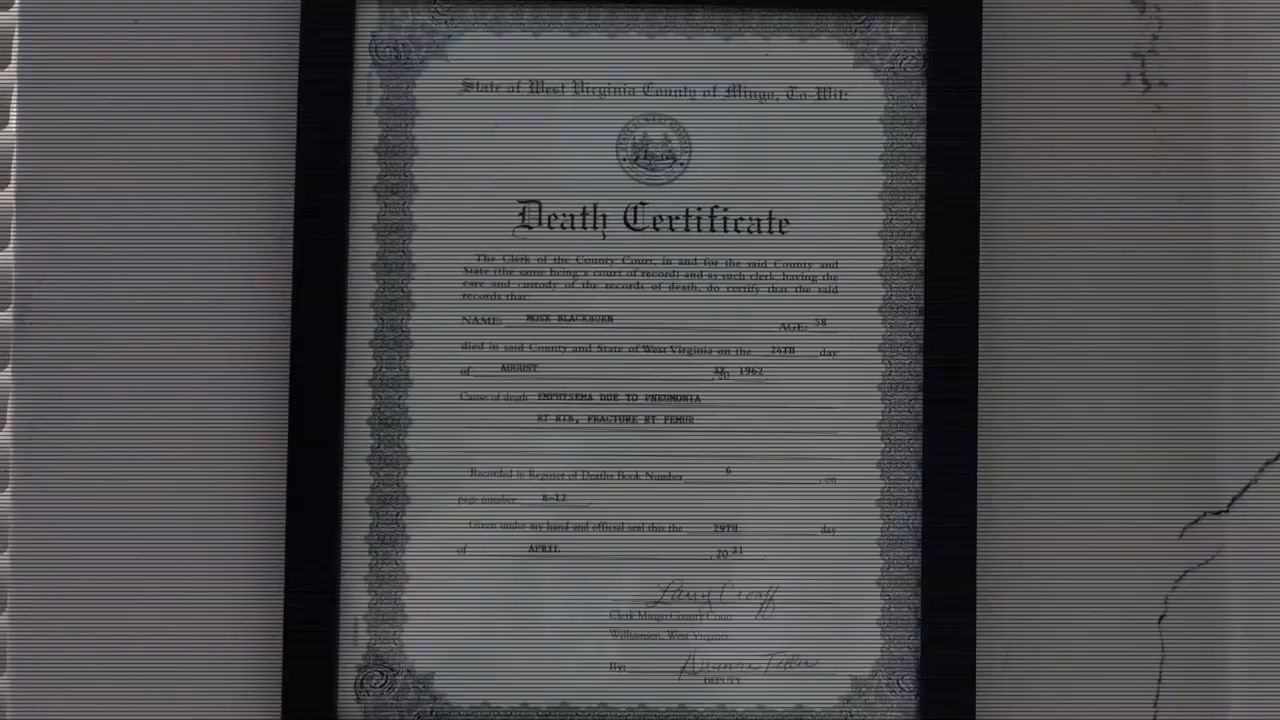 State of West Virginia County of Mingo, To-Wit:
Death Certificate
The Clerk of the County Court, in and for the said County and
State (the same being a court of record) and as such clerk, having the
care and custody of the records of death, do certify that the said
records that:
NAME: MOSE BLACKBURN AGE: 58
died in said County and State of West Virginia on the 24TH day
of AUGUST , 20 1962
Cause of death EMPHYSEMA DUE TO PNEUMONIA
RT RIB, FRACTURE RT FEMUR
Recorded in Register of Deaths Book Number 6 , on
page number 8-12
Given under my hand and official seal this the 29TH day
of APRIL , 20 21
Larry
Clerk Mingo County Court
Williamson, West Virginia
By:
DEPUTY